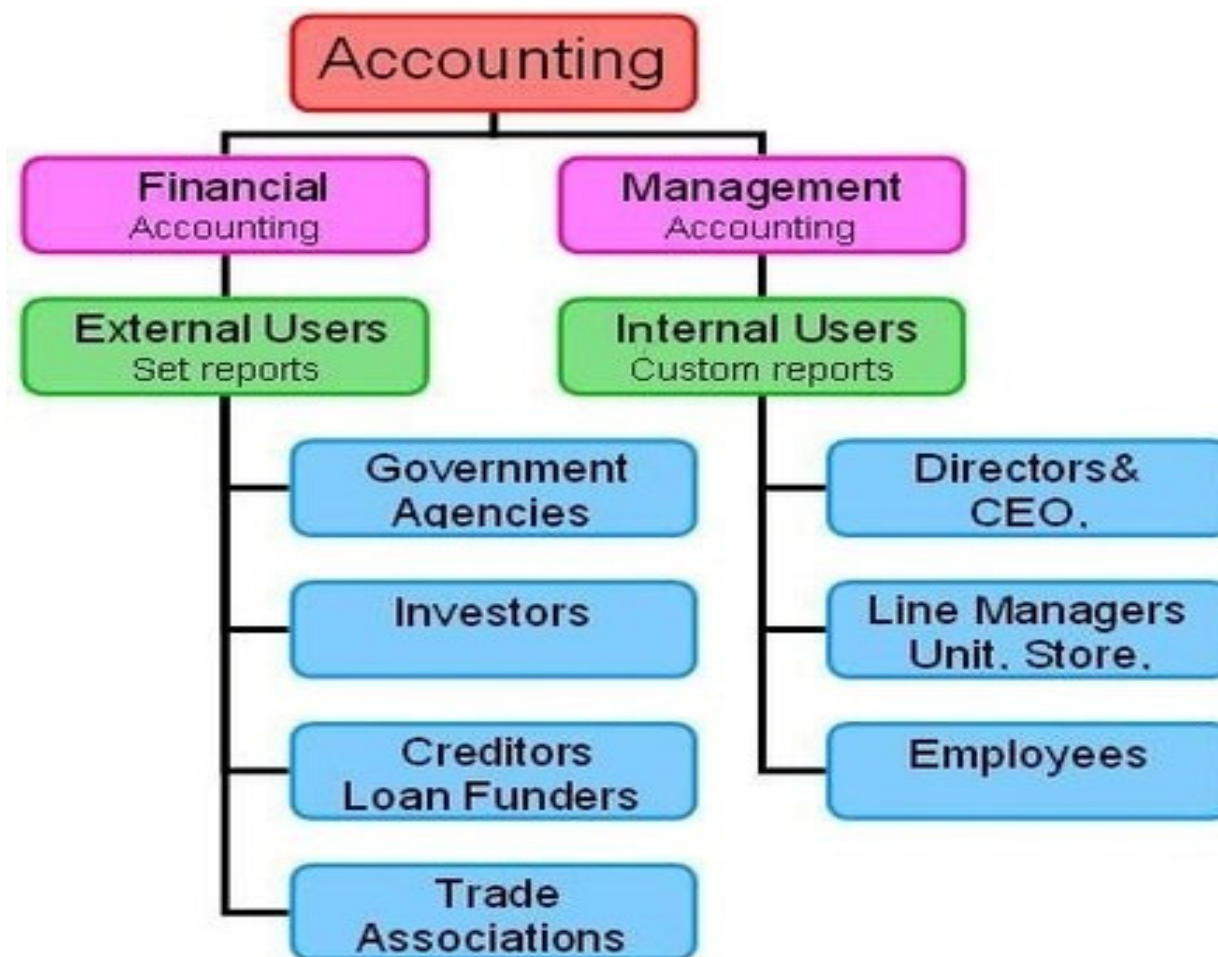 Accounting
Financial
Accounting
Management
Accounting
External Users
Set reports
Internal Users
Custom reports
Government
Agencies
Investors
Creditors
Loan Funders
Trade
Associations
Directors&
CEO.
Line Managers
Unit. Store.
Employees